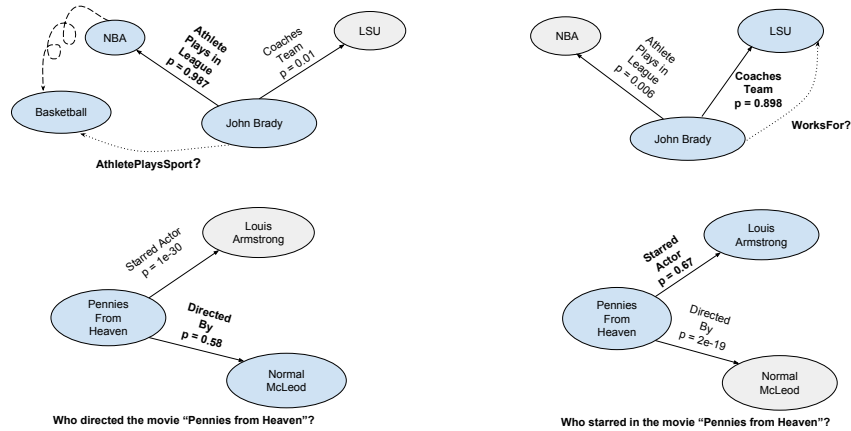 NBA
LSU
Athlete
Plays in
League
p = 0.987
Coaches
Team
p = 0.01
Basketball
John Brady
AthletePlaysSport?
NBA
LSU
Athlete
Plays in
League
p = 0.006
Coaches
Team
p = 0.898
WorksFor?
John Brady
Starred Actor
p = 1e-30
Louis
Armstrong
Pennies
From
Heaven
Directed
By
p = 0.58
Normal
McLeod
Who directed the movie “Pennies from Heaven”?
Starred
Actor
p = 0.67
Louis
Armstrong
Pennies
From
Heaven
Directed
By
p = 2e-19
Normal
McLeod
Who starred in the movie “Pennies from Heaven”?